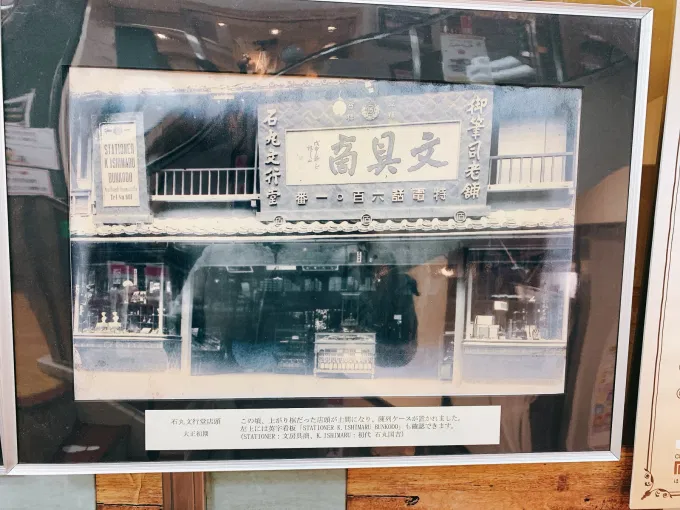 御筆司老舗
文具商
石丸文行堂
特電話六百〇一番
STATIONER
K.ISHIMARU
BUNKODO
石丸文行堂店頭
大正初期
この頃、上がり框だった店頭が土間になり、陳列ケースが置かれました。
左上には英字看板「STATIONER K.ISHIMARU BUNKODO」も確認できます。
(STATIONER：文房具商、K.ISHIMARU：初代 石丸国吉)